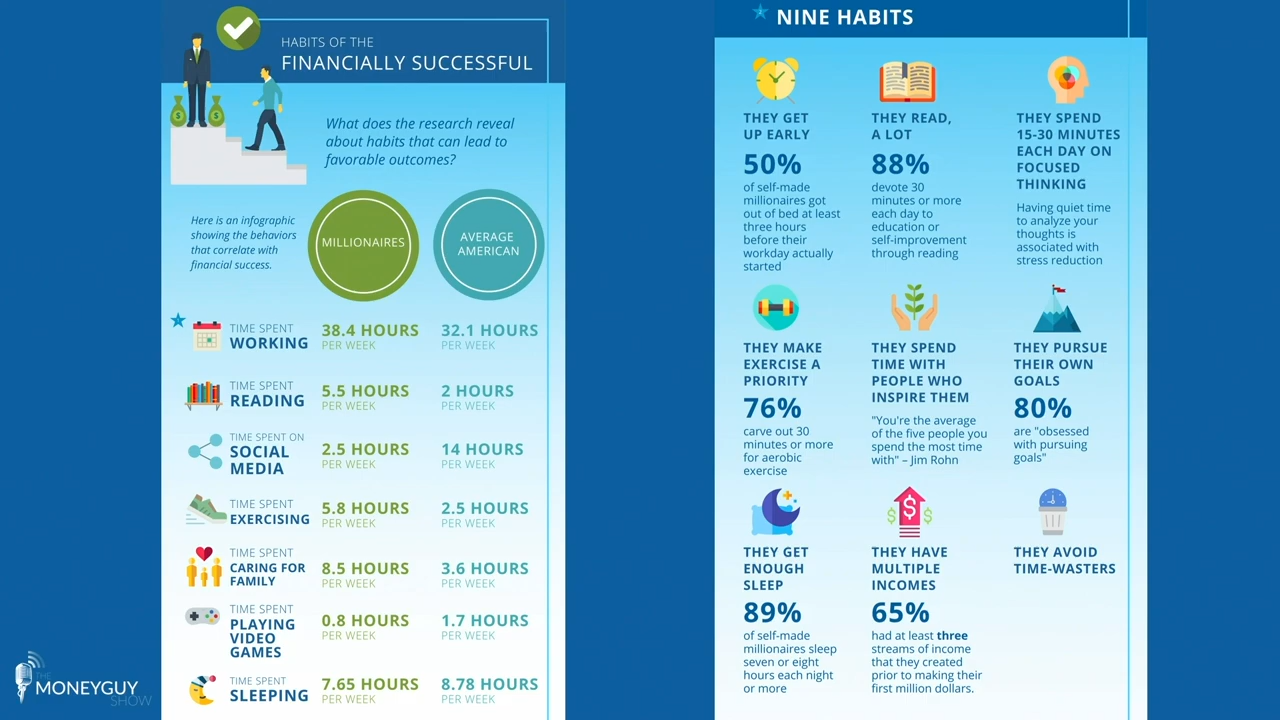 HABITS OF THE
FINANCIALLY SUCCESSFUL
What does the research reveal
about habits that can lead to
favorable outcomes?
Here is an infographic
showing the behaviors
that correlate with
financial success.
MILLIONAIRES
AVERAGE
AMERICAN
TIME SPENT
WORKING
38.4 HOURS
PER WEEK
32.1 HOURS
PER WEEK
TIME SPENT
READING
5.5 HOURS
PER WEEK
2 HOURS
PER WEEK
TIME SPENT ON
SOCIAL
MEDIA
2.5 HOURS
PER WEEK
14 HOURS
PER WEEK
TIME SPENT
EXERCISING
5.8 HOURS
PER WEEK
2.5 HOURS
PER WEEK
TIME SPENT
CARING FOR
FAMILY
8.5 HOURS
PER WEEK
3.6 HOURS
PER WEEK
TIME SPENT
PLAYING
VIDEO
GAMES
0.8 HOURS
PER WEEK
1.7 HOURS
PER WEEK
TIME SPENT
SLEEPING
7.65 HOURS
PER WEEK
8.78 HOURS
PER WEEK
NINE HABITS
THEY GET
UP EARLY
50%
of self-made
millionaires got
out of bed at least
three hours
before their
workday actually
started
THEY READ,
A LOT
88%
devote 30
minutes or more
each day to
education or
self-improvement
through reading
THEY SPEND
15-30 MINUTES
EACH DAY ON
FOCUSED
THINKING
Having quiet time
to analyze your
thoughts is
associated with
stress reduction
THEY MAKE
EXERCISE A
PRIORITY
76%
carve out 30
minutes or more
for aerobic
exercise
THEY SPEND
TIME WITH
PEOPLE WHO
INSPIRE THEM
"You're the average
of the five people you
spend the most time
with" – Jim Rohn
THEY PURSUE
THEIR OWN
GOALS
80%
are "obsessed
with pursuing
goals"
THEY GET
ENOUGH
SLEEP
89%
of self-made
millionaires sleep
seven or eight
hours each night
or more
THEY HAVE
MULTIPLE
INCOMES
65%
had at least three
streams of income
that they created
prior to making their
first million dollars.
THEY AVOID
TIME-WASTERS
THE
MONEYGUY
SHOW